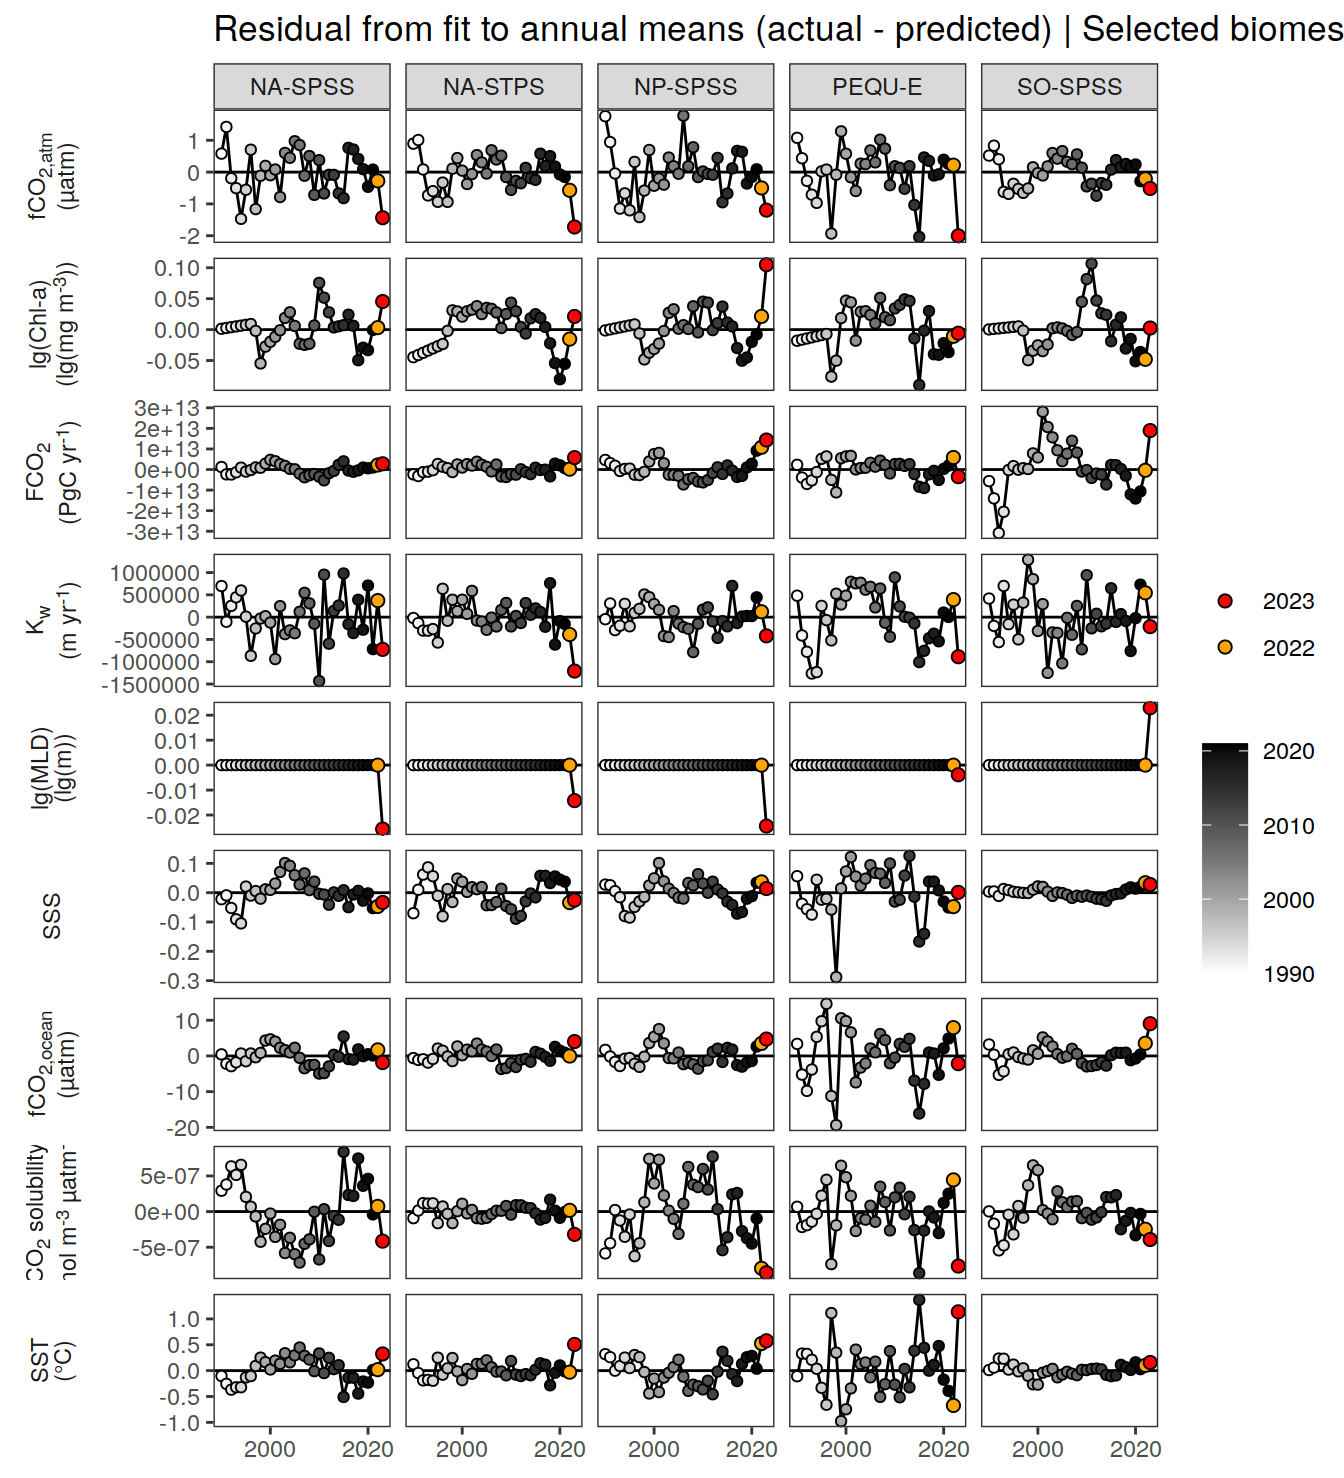 Residual from fit to annual means (actual - predicted) | Selected biomes
NA-SPSS NA-STPS NP-SPSS PEQU-E SO-SPSS
fCO2,atm
(µatm)
1
0
-1
-2
lg(Chl-a)
(lg(mg m-3))
0.10
0.05
0.00
-0.05
FCO2
(PgC yr-1)
3e+13
2e+13
1e+13
0e+00
-1e+13
-2e+13
-3e+13
Kw
(m yr-1)
1000000
500000
0
-500000
-1000000
-1500000
lg(MLD)
(lg(m))
0.02
0.01
0.00
-0.01
-0.02
SSS
0.1
0.0
-0.1
-0.2
-0.3
fCO2,ocean
(µatm)
10
0
-10
-20
CO2 solubility
nol m-3 µatm-
5e-07
0e+00
-5e-07
SST
(°C)
1.0
0.5
0.0
-0.5
-1.0
2000 2020 2000 2020 2000 2020 2000 2020 2000 2020
2023
2022
2020
2010
2000
1990